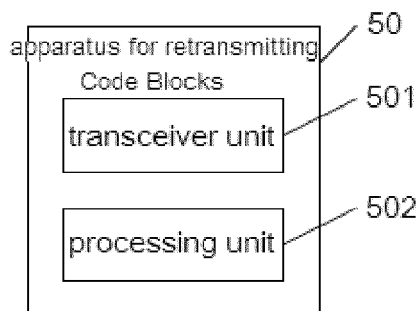 apparatus for retransmitting 50
Code Blocks
transceiver unit 501
processing unit 502